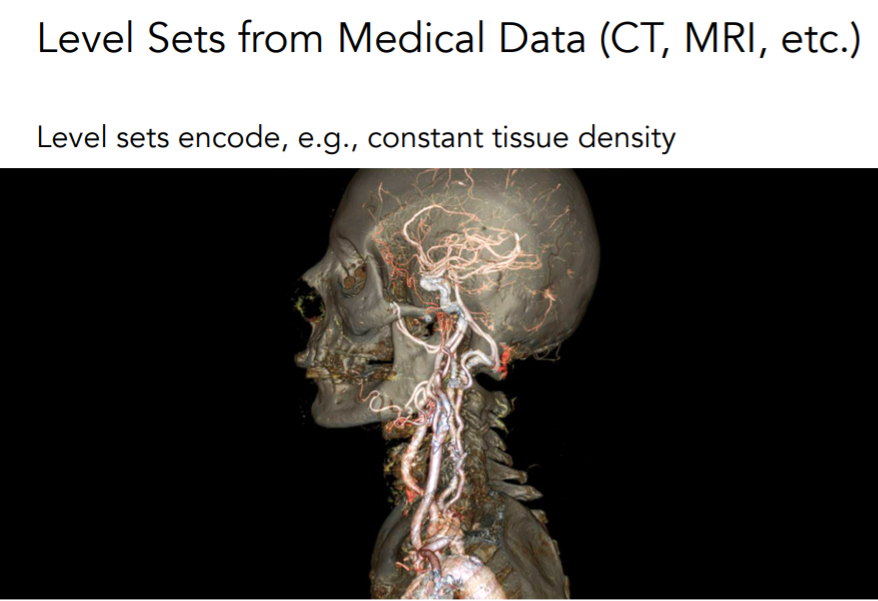 Level Sets from Medical Data (CT, MRI, etc.)
Level sets encode, e.g., constant tissue density